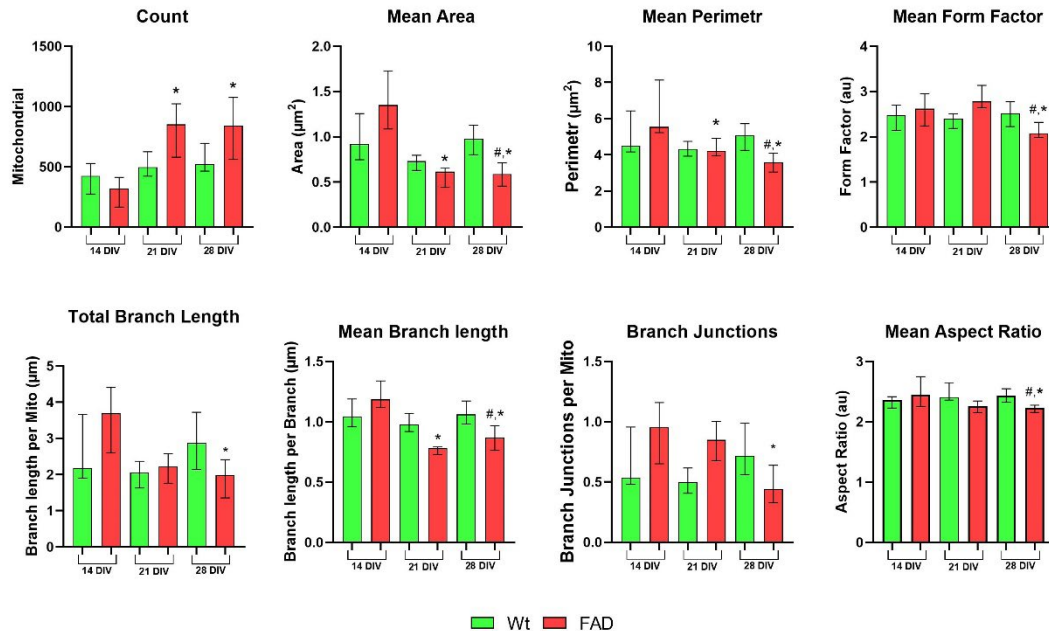 Count
Mitochondrial
1500
1000
500
0
*
*
14 DIV
21 DIV
28 DIV
Mean Area
Area (µm²)
2.0
1.5
1.0
0.5
0.0
*
#,*
14 DIV
21 DIV
28 DIV
Mean Perimetr
Perimetr (µm²)
10
8
6
4
2
0
*
#,*
14 DIV
21 DIV
28 DIV
Mean Form Factor
Form Factor (au)
4
3
2
1
0
#,*
14 DIV
21 DIV
28 DIV
Total Branch Length
Branch length per Mito (µm)
5
4
3
2
1
0
*
14 DIV
21 DIV
28 DIV
Mean Branch length
Branch length per Branch (µm)
1.5
1.0
0.5
0.0
*
#,*
14 DIV
21 DIV
28 DIV
Branch Junctions
Branch Junctions per Mito
1.5
1.0
0.5
0.0
*
14 DIV
21 DIV
28 DIV
Mean Aspect Ratio
Aspect Ratio (au)
4
3
2
1
0
#,*
14 DIV
21 DIV
28 DIV
Wt
FAD